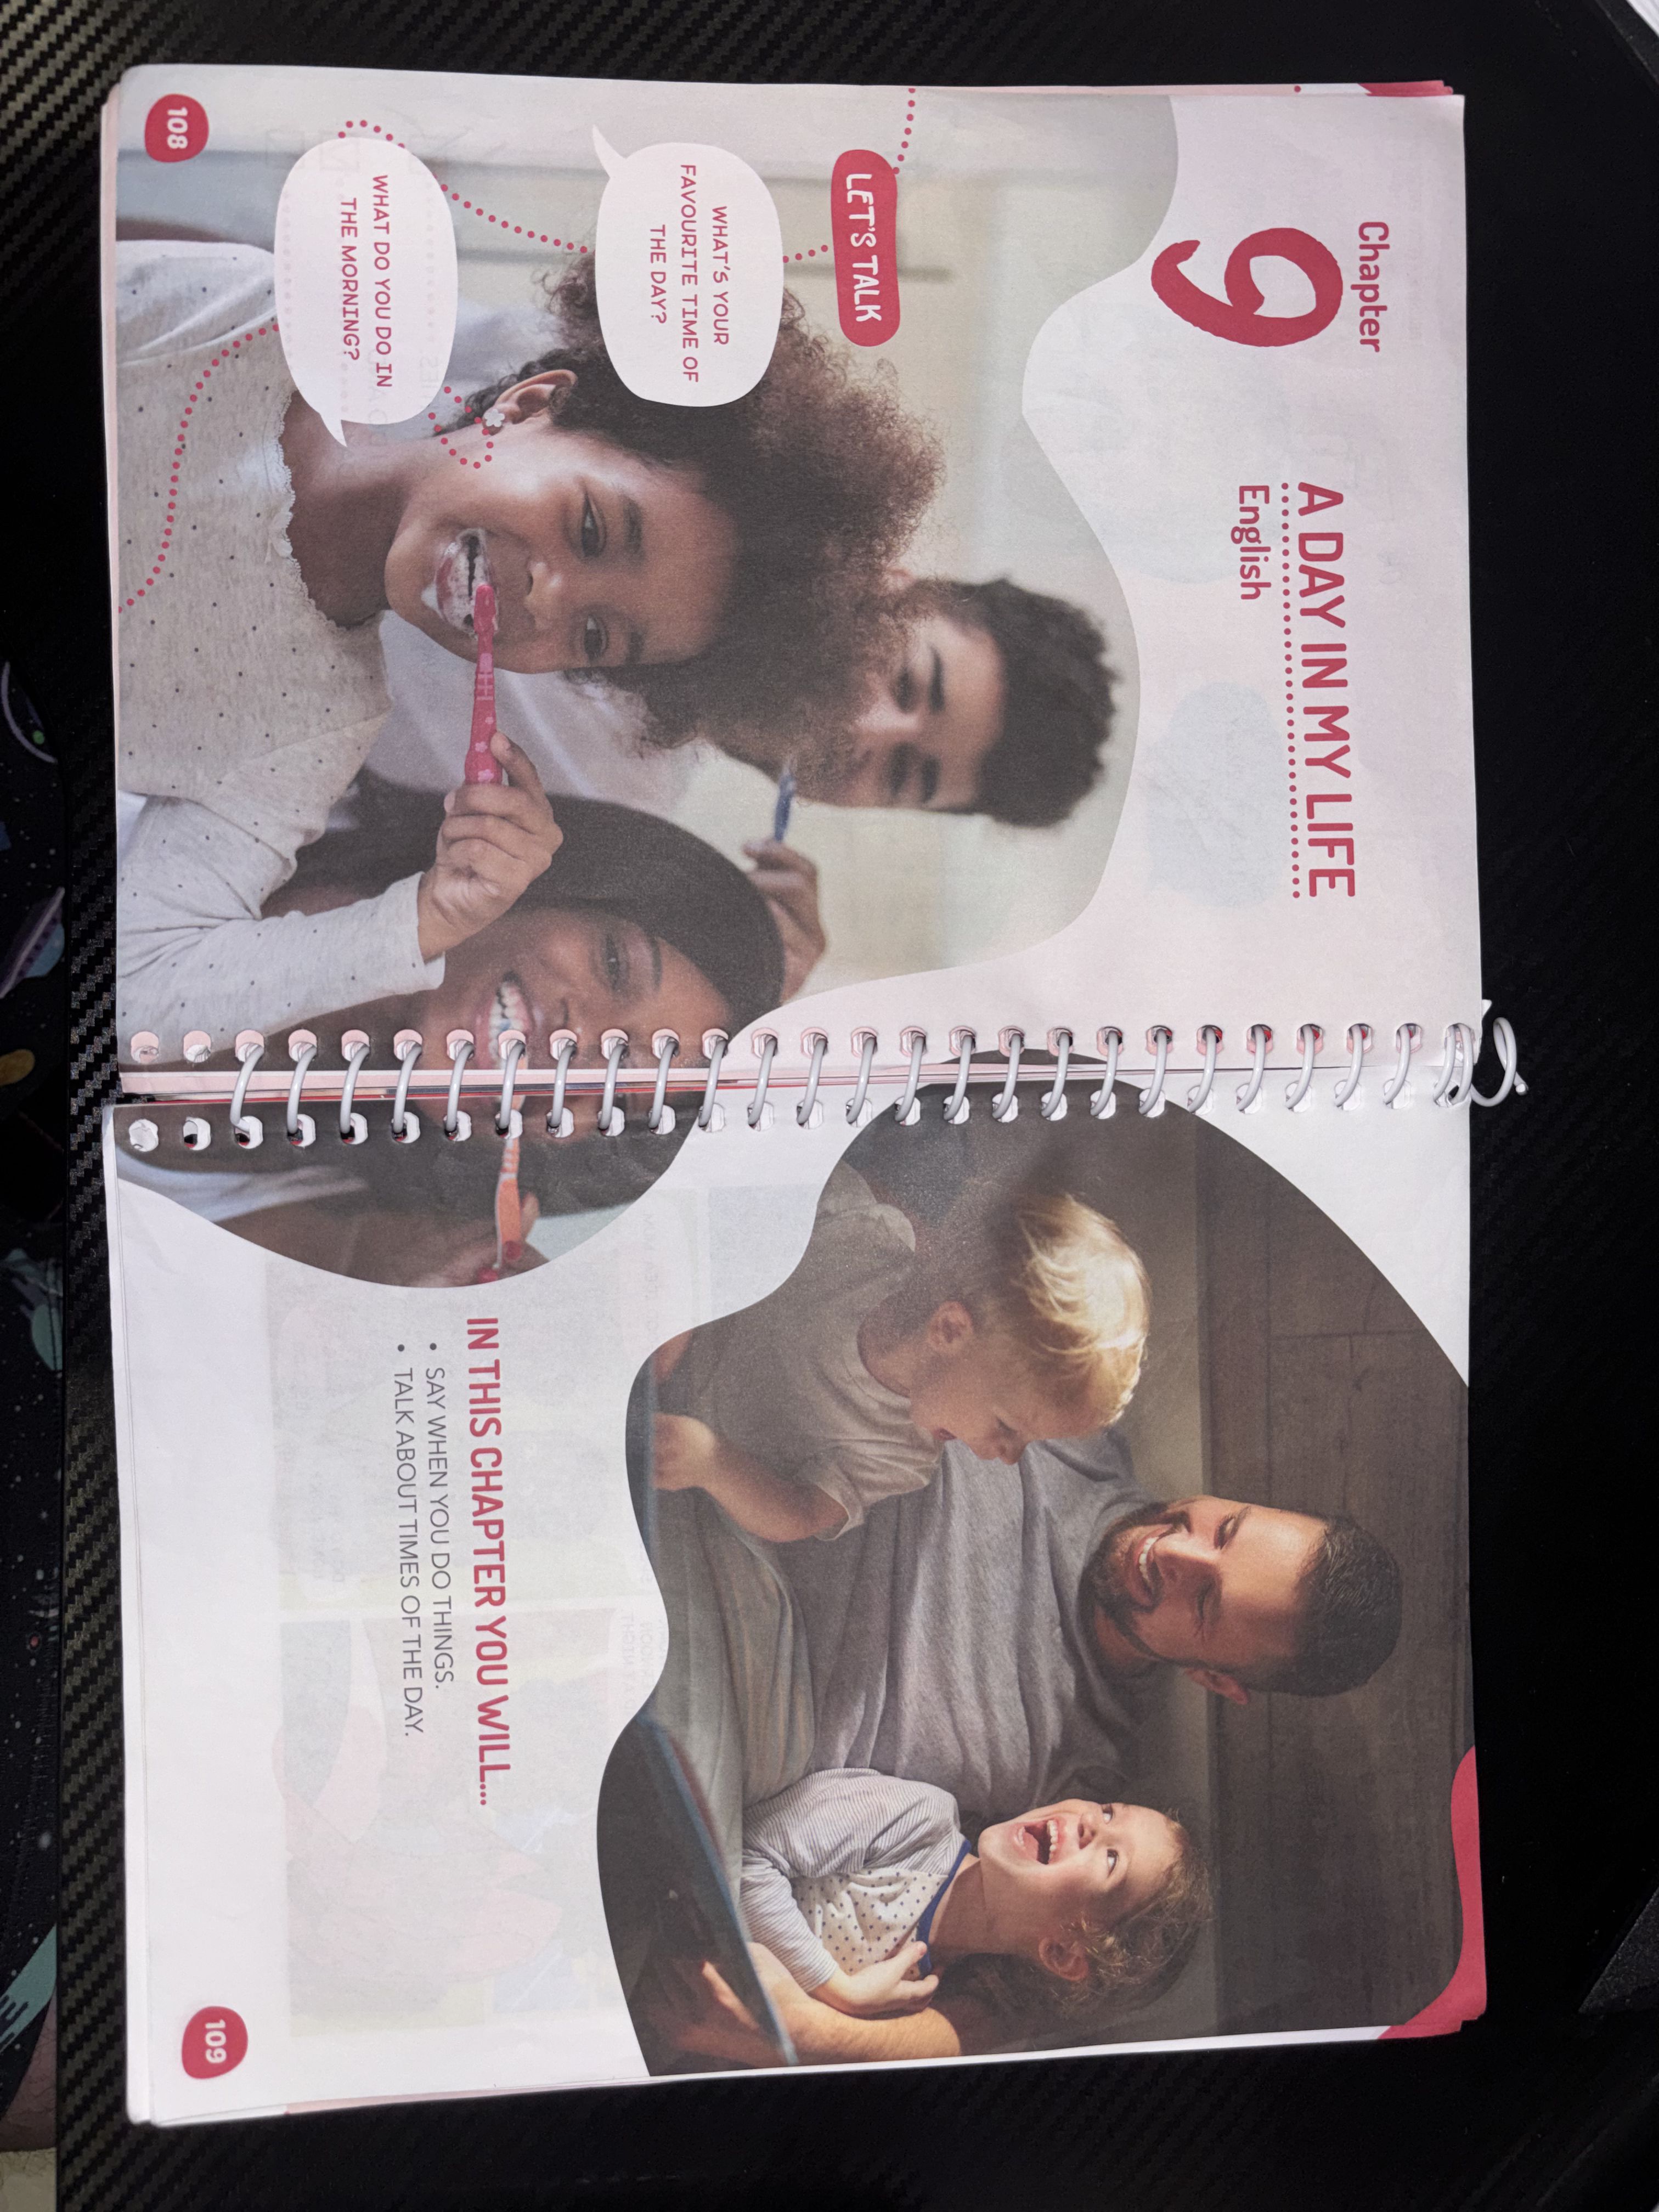 Chapter
9
A DAY IN MY LIFE
English
LET'S TALK
WHAT'S YOUR
FAVOURITE TIME OF
THE DAY?
WHAT DO YOU DO IN
THE MORNING?
108
IN THIS CHAPTER YOU WILL...
• SAY WHEN YOU DO THINGS.
• TALK ABOUT TIMES OF THE DAY.
109